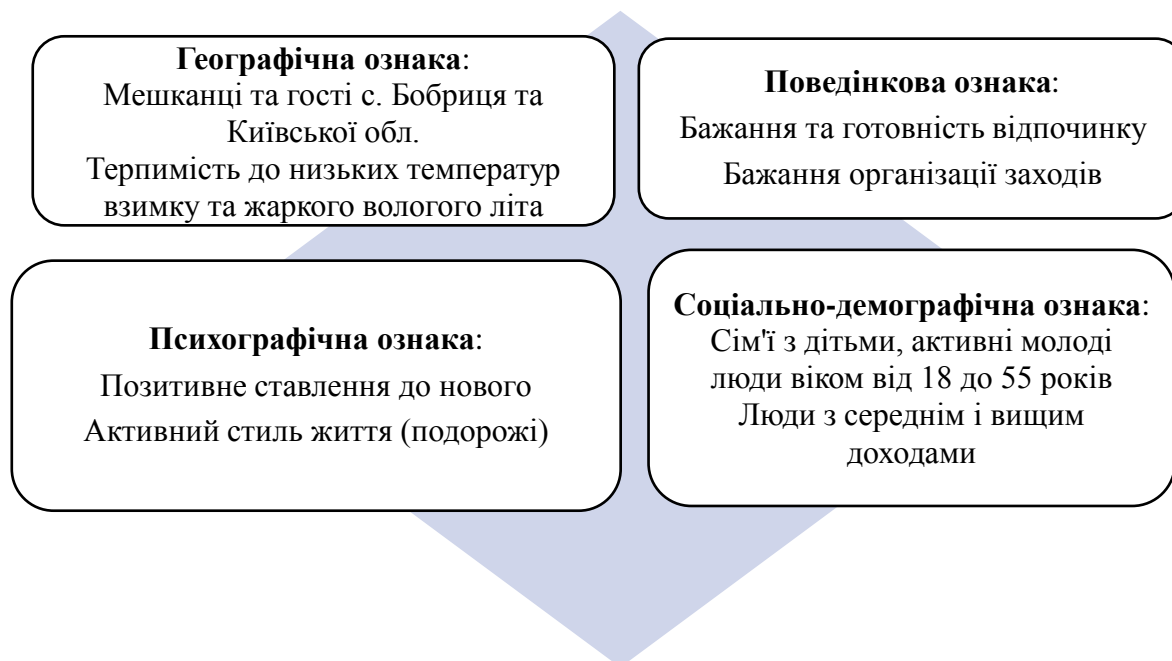 Географічна ознака:
Мешканці та гості с. Бобриця та
Київської обл.
Терпимість до низьких температур
взимку та жаркого вологого літа
Поведінкова ознака:
Бажання та готовність відпочинку
Бажання організації заходів
Психографічна ознака:
Позитивне ставлення до нового
Активний стиль життя (подорожі)
Соціально-демографічна ознака:
Сім'ї з дітьми, активні молоді
люди віком від 18 до 55 років
Люди з середнім і вищим
доходами